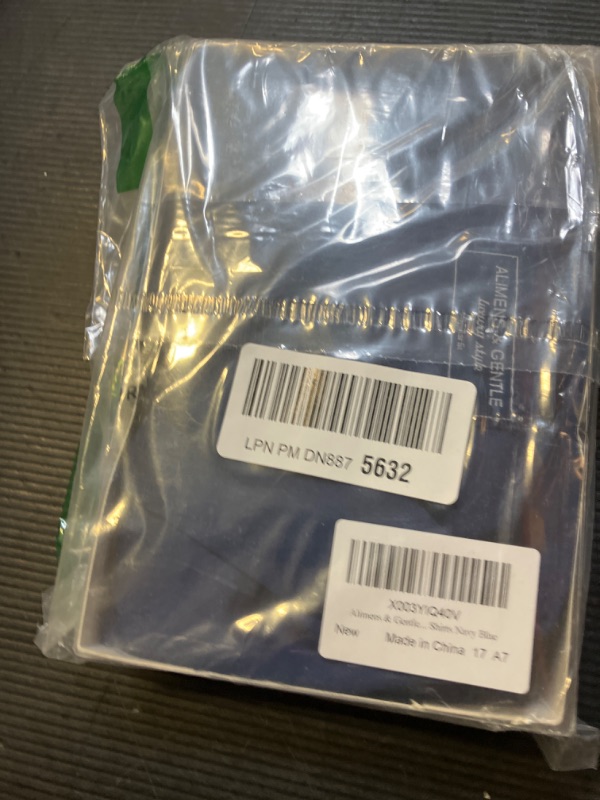 ALIMENS & GENTLE
LPN PM DN887 5632
X003YIQ40V
Alimens & Gentle... Shirts Navy Blue
New
Made in China 17 A7